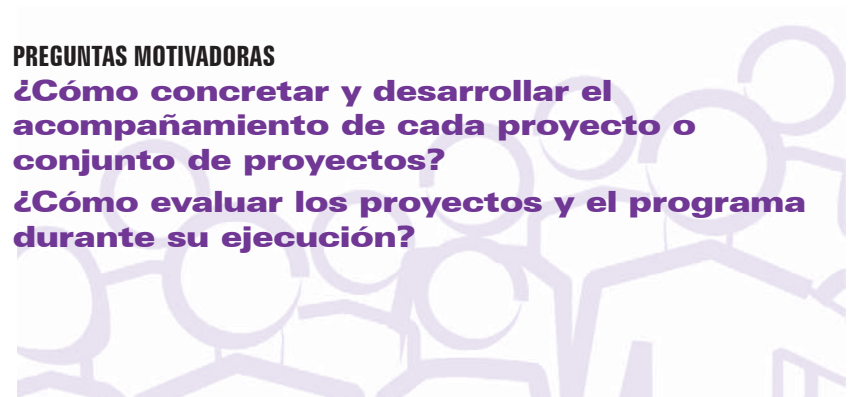 PREGUNTAS MOTIVADORAS
¿Cómo concretar y desarrollar el
acompañamiento de cada proyecto o
conjunto de proyectos?
¿Cómo evaluar los proyectos y el programa
durante su ejecución?